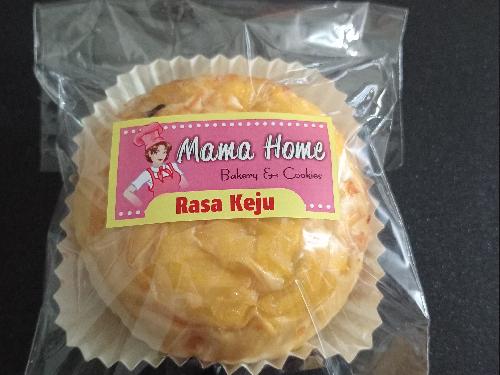 Mama Home
Bakery & Cookies
Rasa Keju